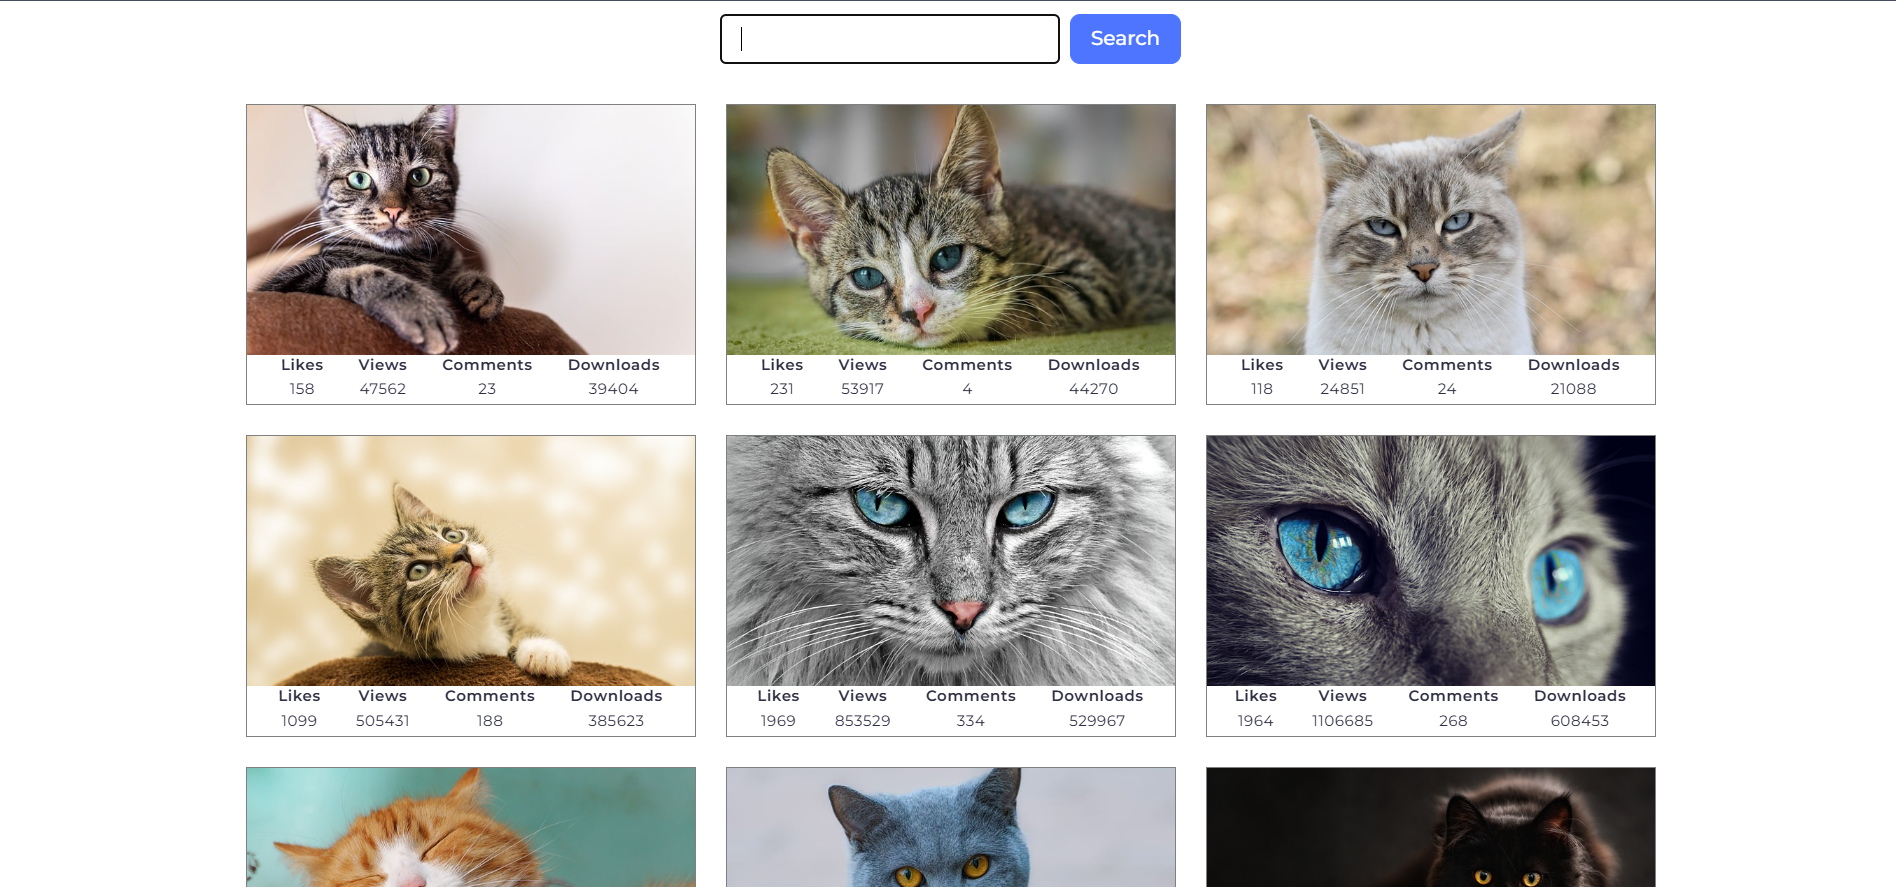 Search
Likes Views Comments Downloads
158 47562 23 39404
Likes Views Comments Downloads
231 53917 4 44270
Likes Views Comments Downloads
118 24851 24 21088
Likes Views Comments Downloads
1099 505431 188 385623
Likes Views Comments Downloads
1969 853529 334 529967
Likes Views Comments Downloads
1964 1106685 268 608453